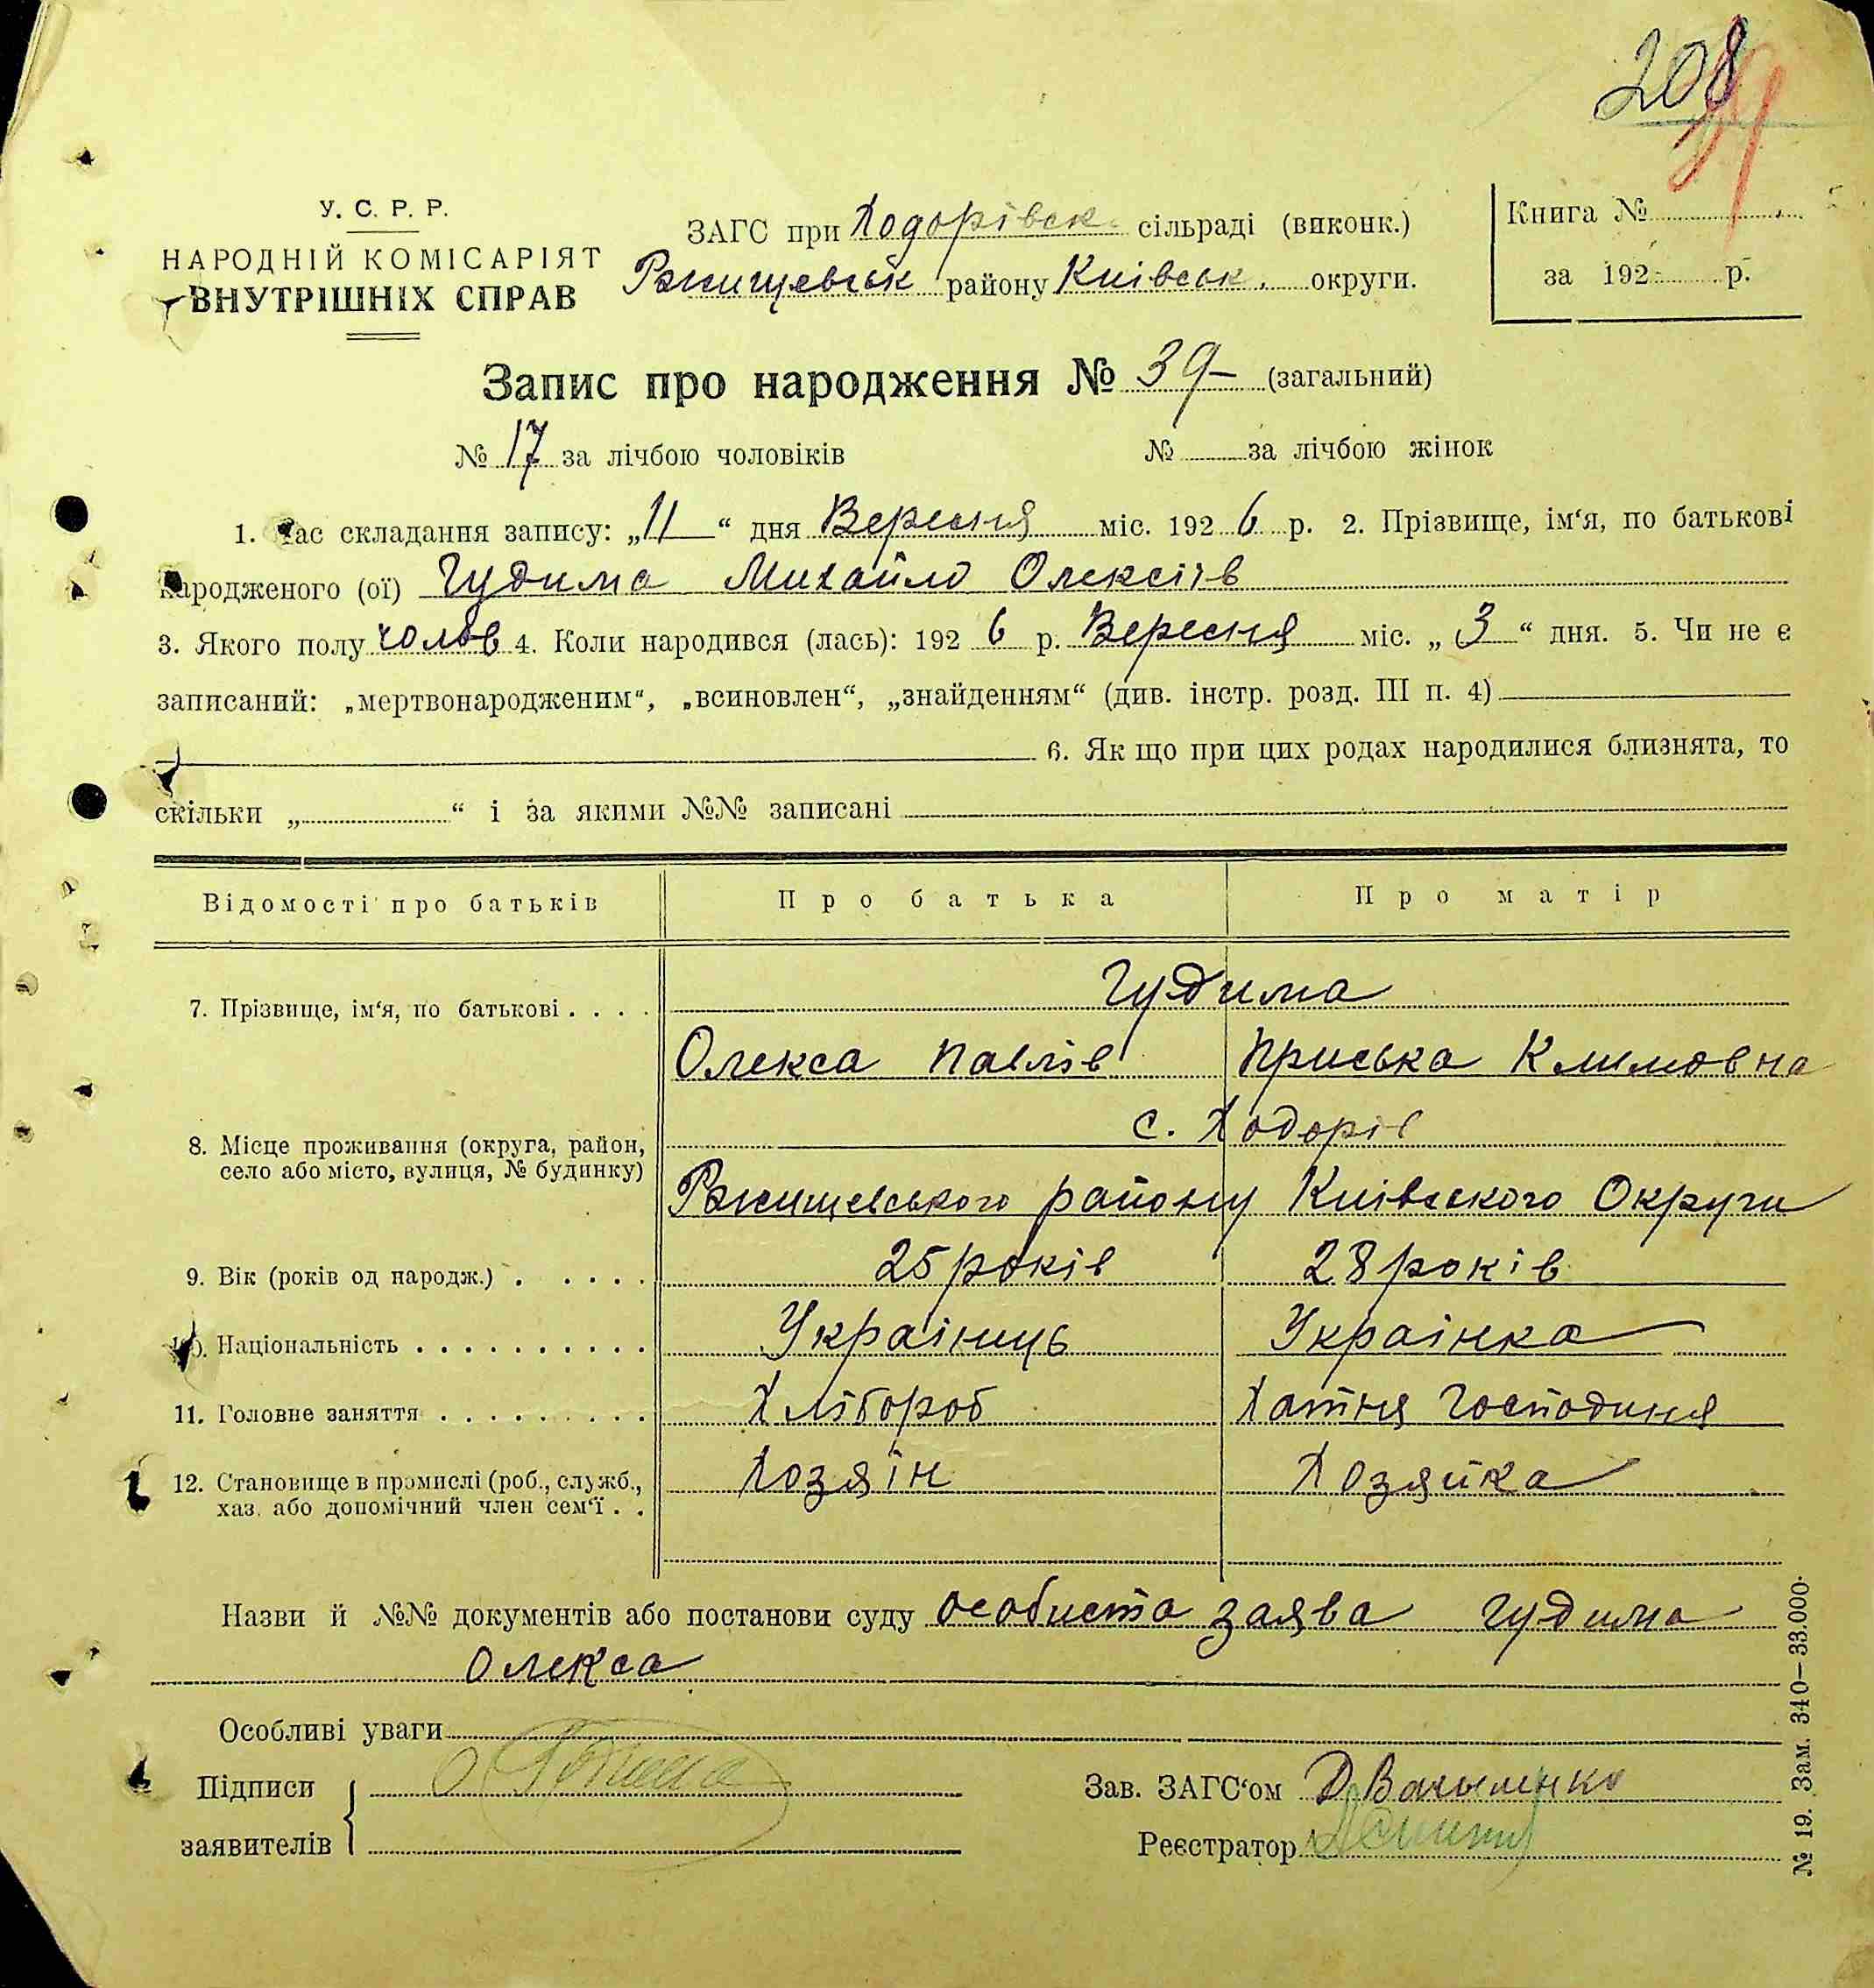 208
У. С. Р. Р.
НАРОДНІЙ КОМІСАРІЯТ
ВНУТРІШНІХ СПРАВ
ЗАГС при Ходорівськ. сільраді (виконк.)
Ржищевськ району Київськ. округи.
Книга №
за 192 р.
Запис про народження № 39 (загальний)
№ 17 за лічбою чоловіків № за лічбою жінок
1. Час складання запису: „11“ дня Вересня міс. 1926 р. 2. Прізвище, ім‘я, по батькові
народженого (ої) Гудима Михайло Олексіїв
3. Якого полу чолов 4. Коли народився (лась): 1926 р. Вересня міс. „3“ дня. 5. Чи не є
записаний: „мертвонародженим“, „всиновлен“, „знайденням“ (див. інстр. розд. III п. 4)
6. Як що при цих родах народилися близнята, то
скільки „ “ і за якими №№ записані
Відомості про батьків Про батька Про матір
7. Прізвище, ім‘я, по батькові . . . . Гудима
Олекса Павлів Приська Климовна
8. Місце проживання (округа, район, с. Ходорів
село або місто, вулиця, № будинку)
Ржищевського району Київського Округи
9. Вік (років од народж.) . . . . . 25 років 28 років
10. Національність . . . . . . . . . . Українць Українка
11. Головне заняття . . . . . . . . . Хлібороб Хатня Господиня
12. Становище в промислі (роб., служб., Хозяін Хозяйка
хаз. або допомічний член сем‘ї . .
Назви й №№ документів або постанови суду особиста заява Гудима
Олекса
Особливі уваги
Підписи
заявителів
Зав. ЗАГС‘ом Д. Васыленко
Реєстратор
№ 19. Зам. 340—33.000.